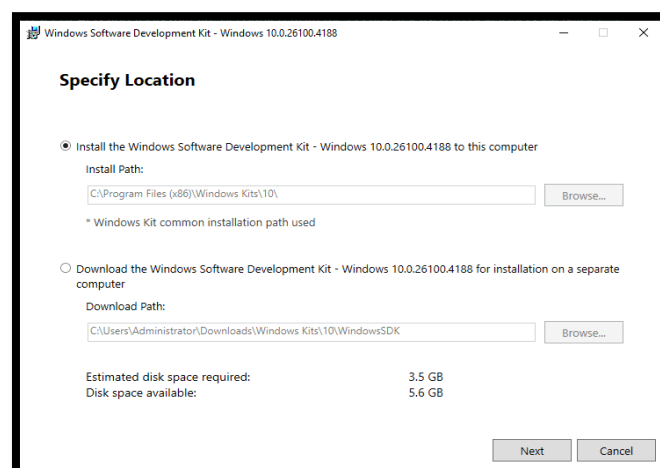 Windows Software Development Kit - Windows 10.0.26100.4188
Specify Location
Install the Windows Software Development Kit - Windows 10.0.26100.4188 to this computer
Install Path:
C:\Program Files (x86)\Windows Kits\10\
Browse...
* Windows Kit common installation path used
Download the Windows Software Development Kit - Windows 10.0.26100.4188 for installation on a separate
computer
Download Path:
C:\Users\Administrator\Downloads\Windows Kits\10\WindowsSDK
Browse...
Estimated disk space required: 3.5 GB
Disk space available: 5.6 GB
Next Cancel